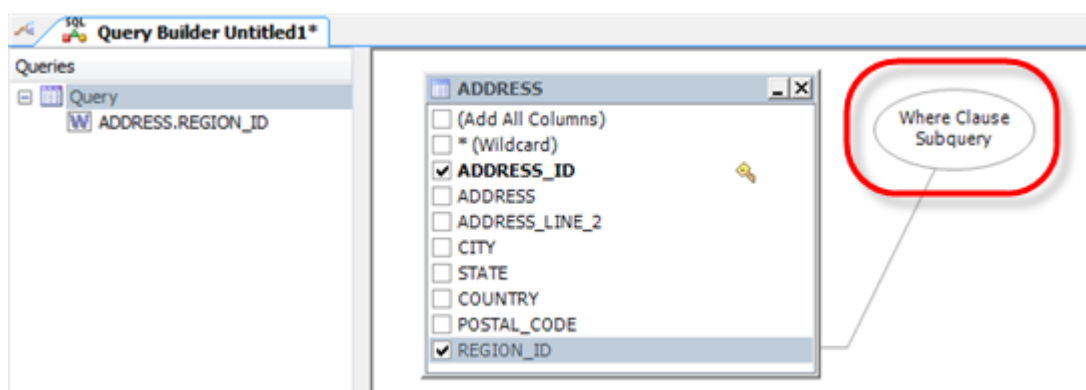 SQL
Query Builder Untitled1*
Queries
Query
W ADDRESS.REGION_ID
ADDRESS
(Add All Columns)
* (Wildcard)
ADDRESS_ID
ADDRESS
ADDRESS_LINE_2
CITY
STATE
COUNTRY
POSTAL_CODE
REGION_ID
Where Clause
Subquery